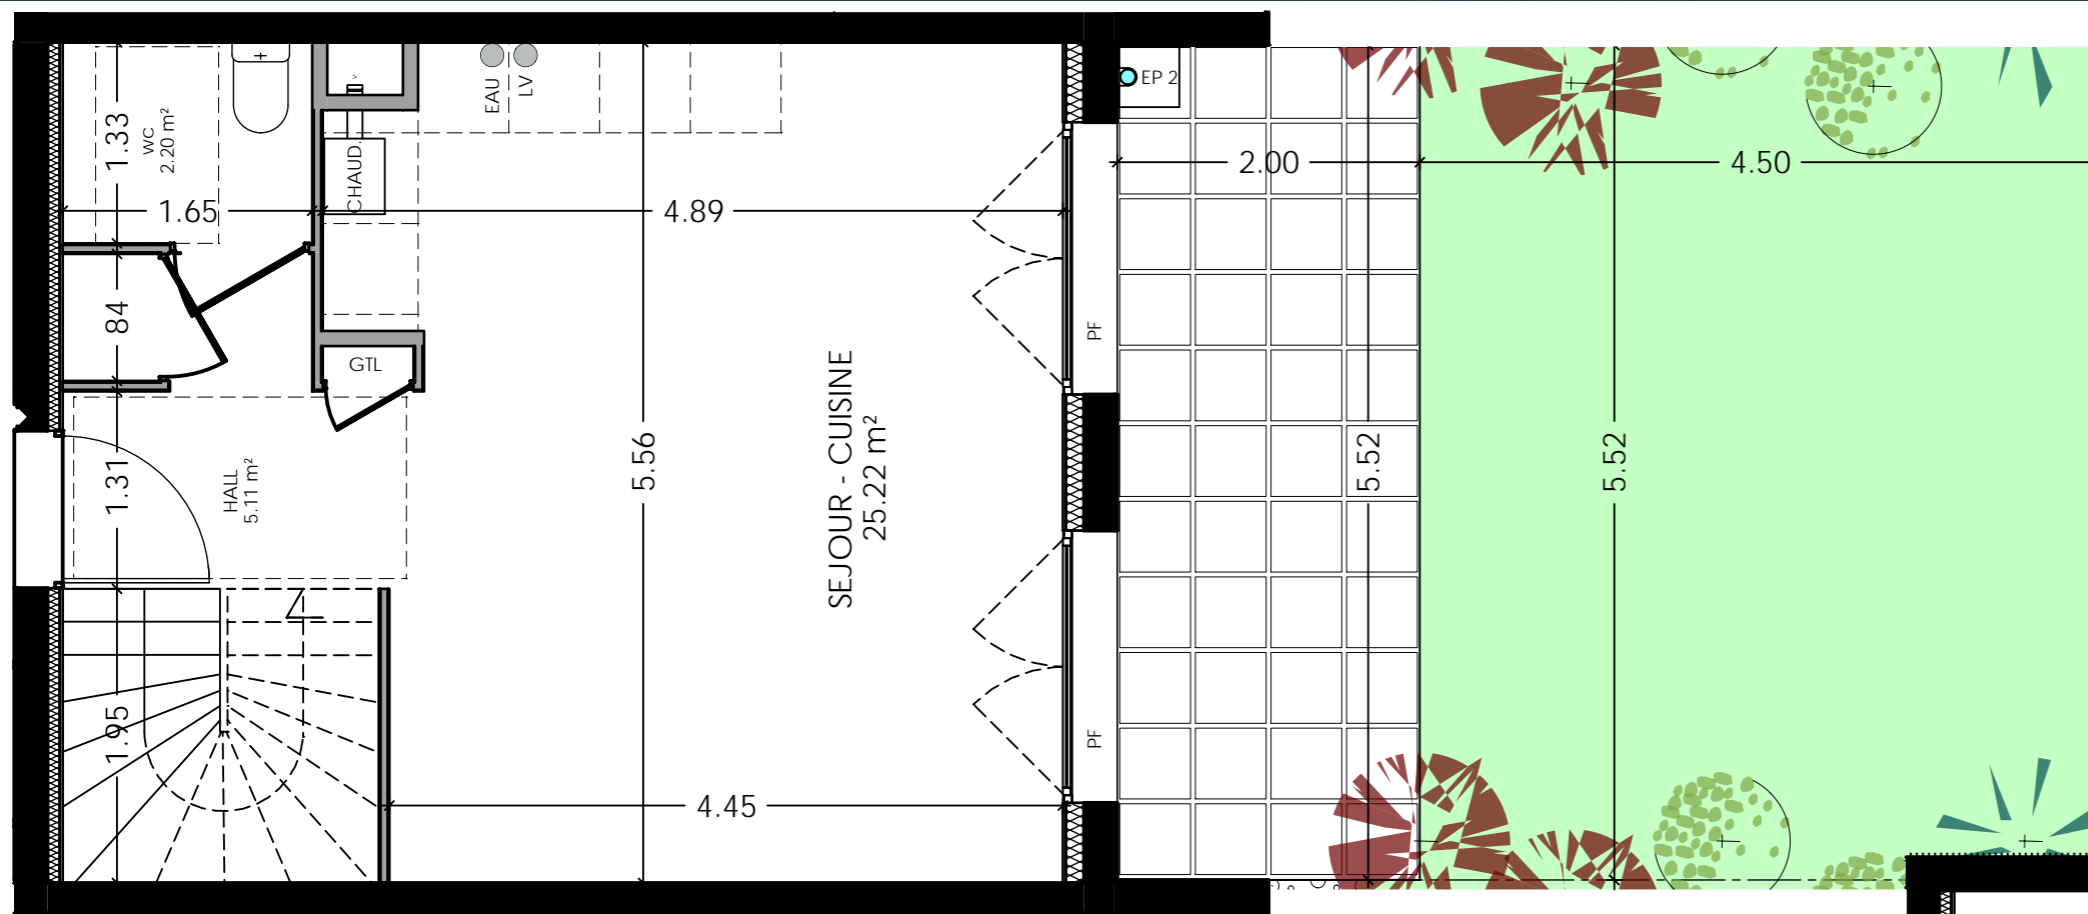 1.33
WC
2.20 m²
1.65
84
1.31
HALL
5.11 m²
1.95
CHAUD.
GTL
EAU
LV
4.89
5.56
SEJOUR - CUISINE
25.22 m²
4.45
PF
PF
EP 2
2.00
5.52
4.50
5.52